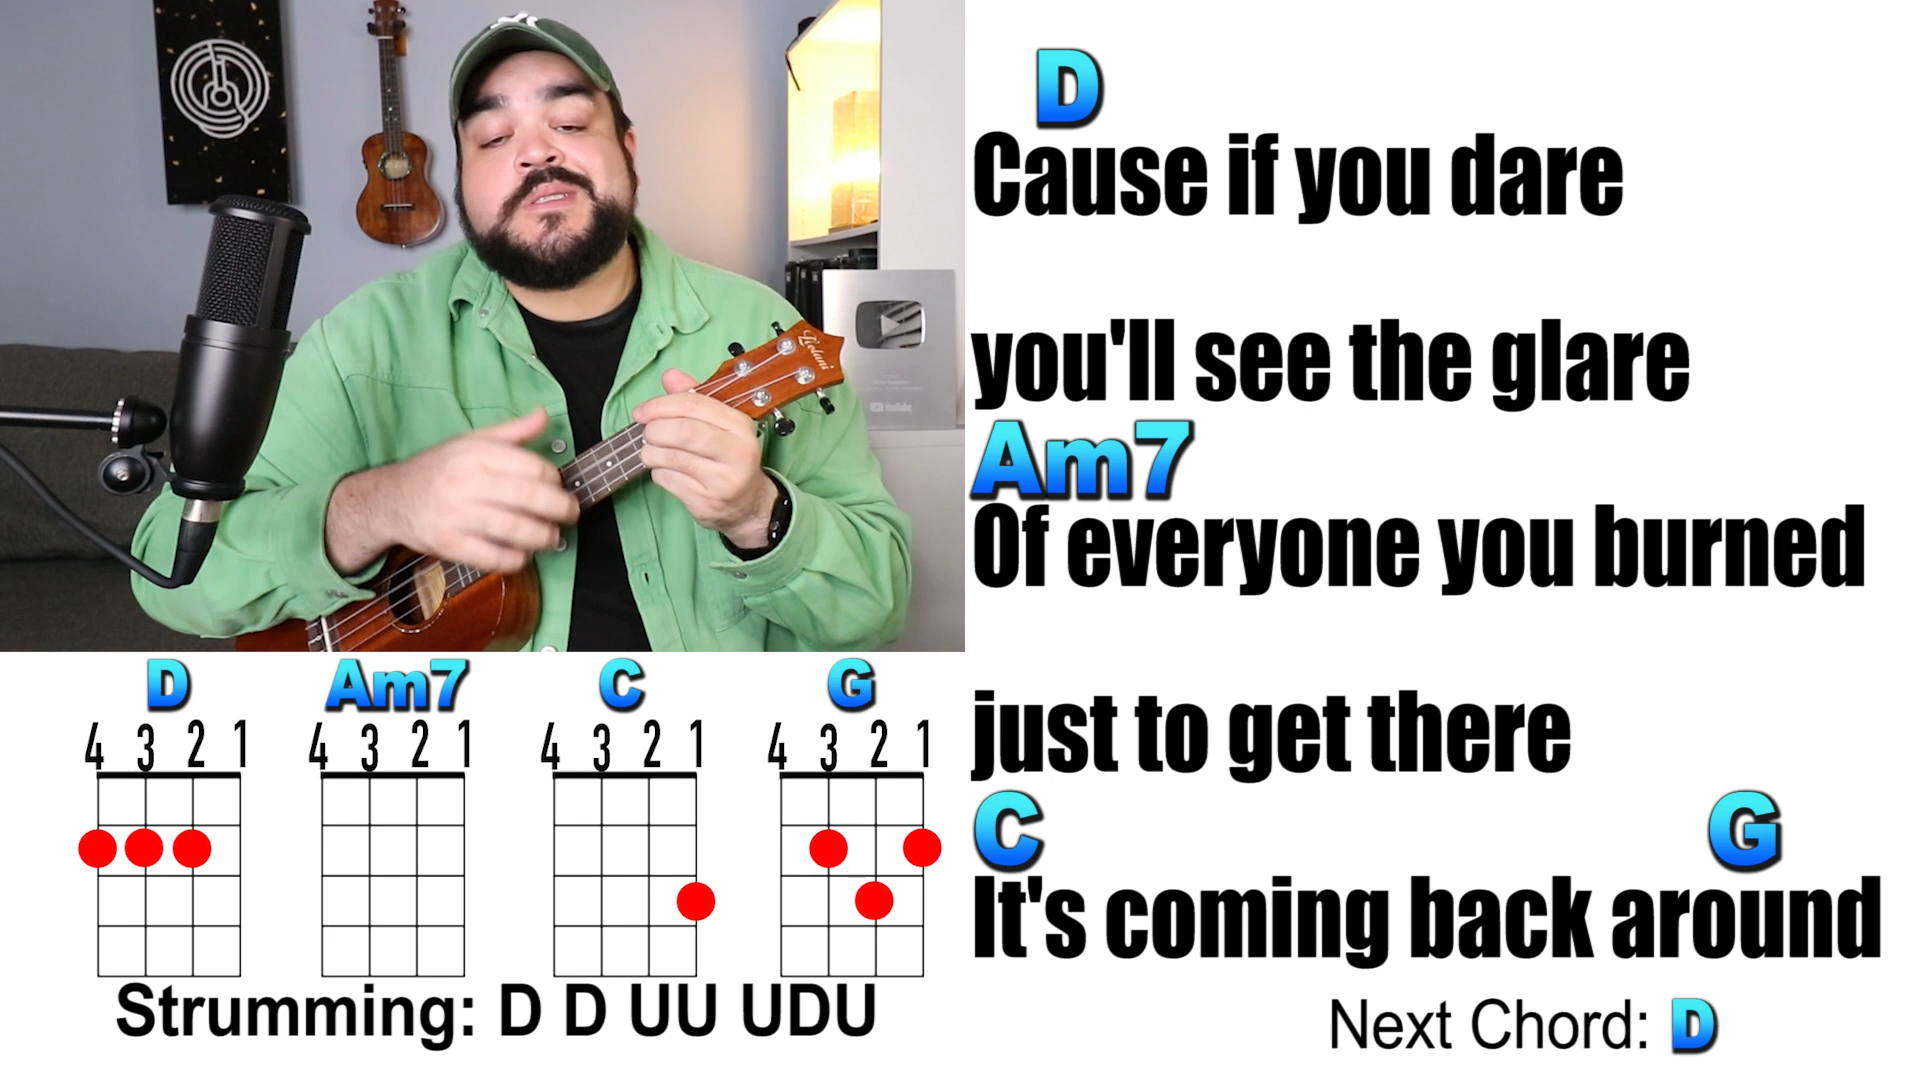 D
Cause if you dare
you'll see the glare
Am7
Of everyone you burned
just to get there
C G
It's coming back around
Next Chord: D
D Am7 C G
4 3 2 1 4 3 2 1 4 3 2 1 4 3 2 1
Strumming: D D UU UDU
YouTube